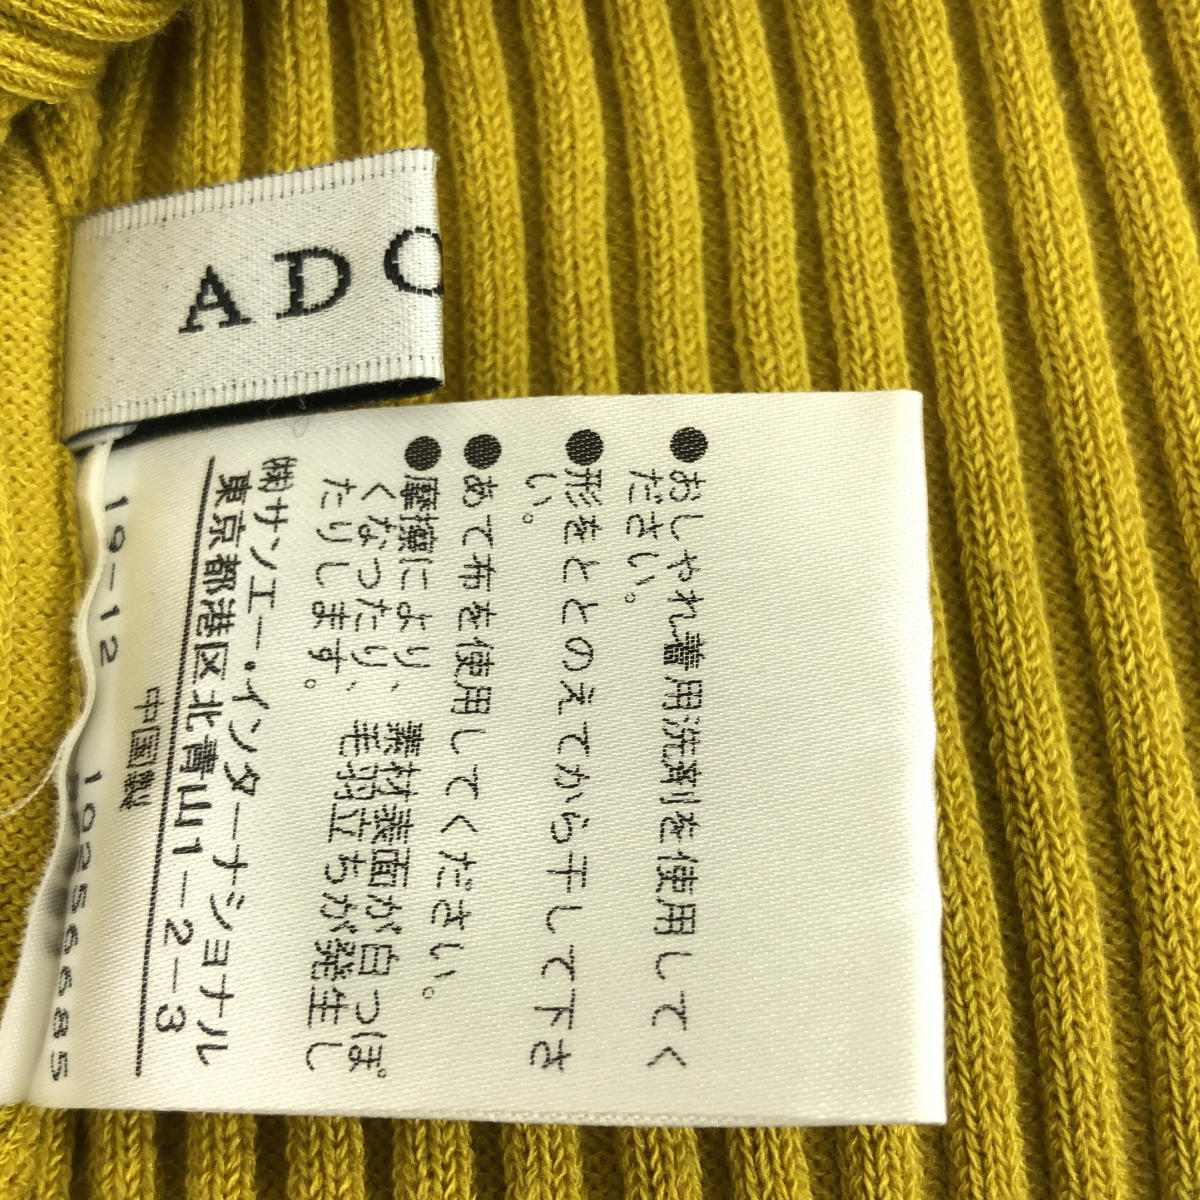 ADO
●おしゃれ着用洗剤を使用してく
ださい。
●形をととのえてから干して下さ
い。
●あて布を使用してください。
●摩擦により、素材表面が白っぽ
くなったり、毛羽立ちが発生し
たりします。
㈱サンエー・インターナショナル
東京都港区北青山1-2-3
中国製
19-12 10256685